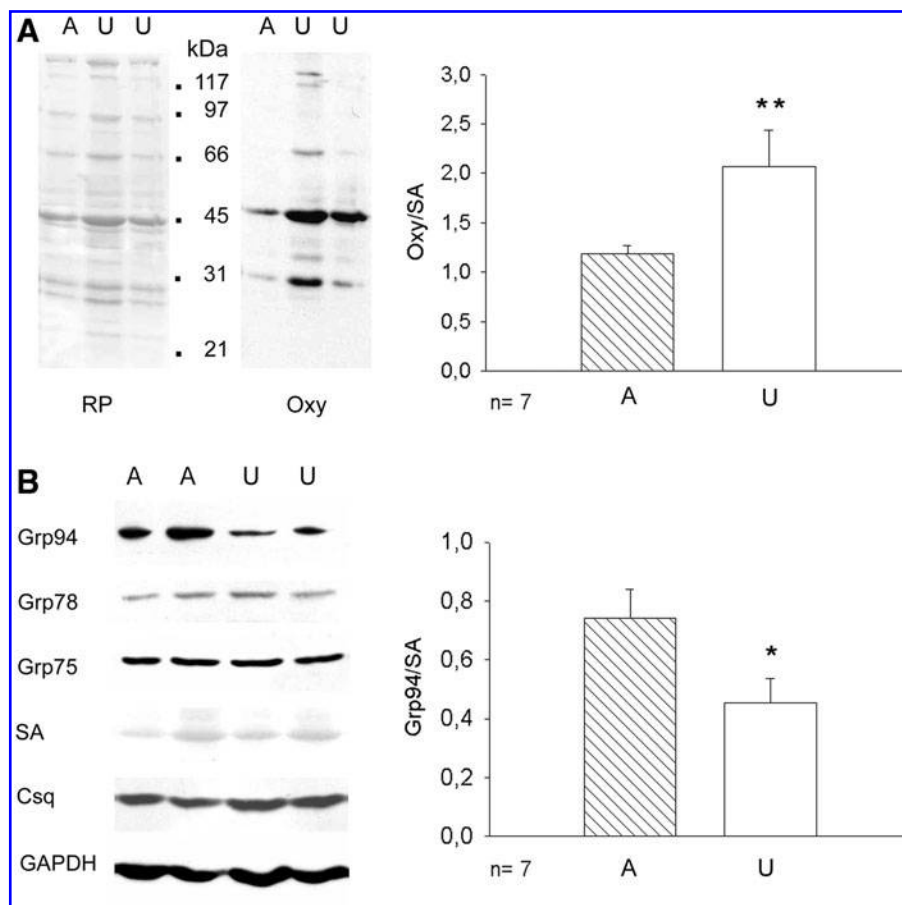 A
A U U
kDa
A U U
117
97
66
45
31
21
RP
Oxy
Oxy/SA
3,0
2,5
2,0
1,5
1,0
0,5
0,0
**
n= 7
A
U
B
A A U U
Grp94
Grp78
Grp75
SA
Csq
GAPDH
Grp94/SA
1,0
0,8
0,6
0,4
0,2
0,0
*
n= 7
A
U